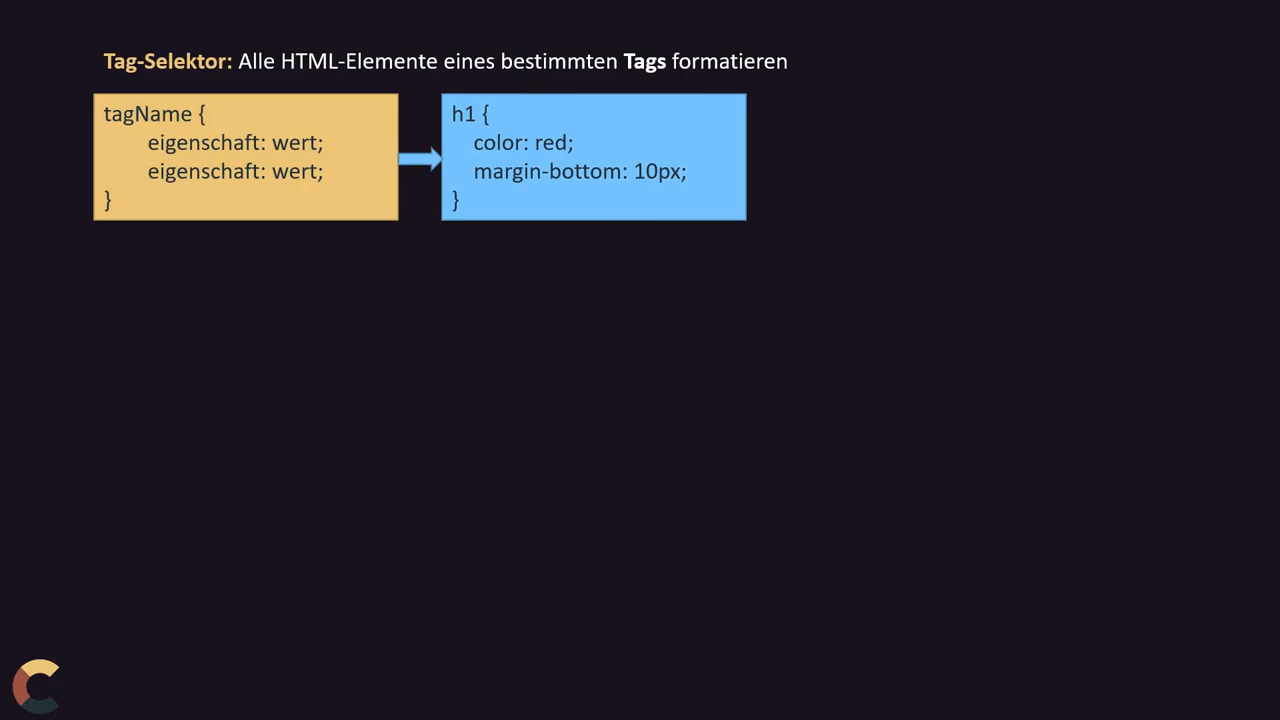 Tag-Selektor: Alle HTML-Elemente eines bestimmten Tags formatieren
tagName {
eigenschaft: wert;
eigenschaft: wert;
}
h1 {
color: red;
margin-bottom: 10px;
}